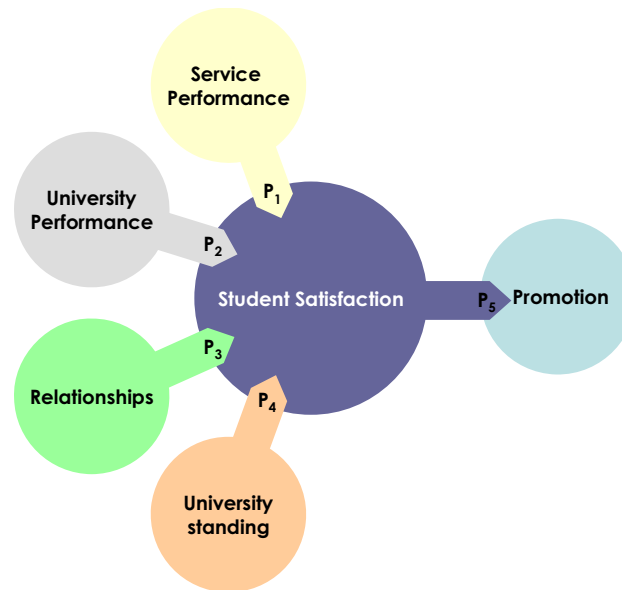 Service
Performance
P₁
University
Performance
P₂
Student Satisfaction
P₅
Promotion
P₃
Relationships
P₄
University
standing